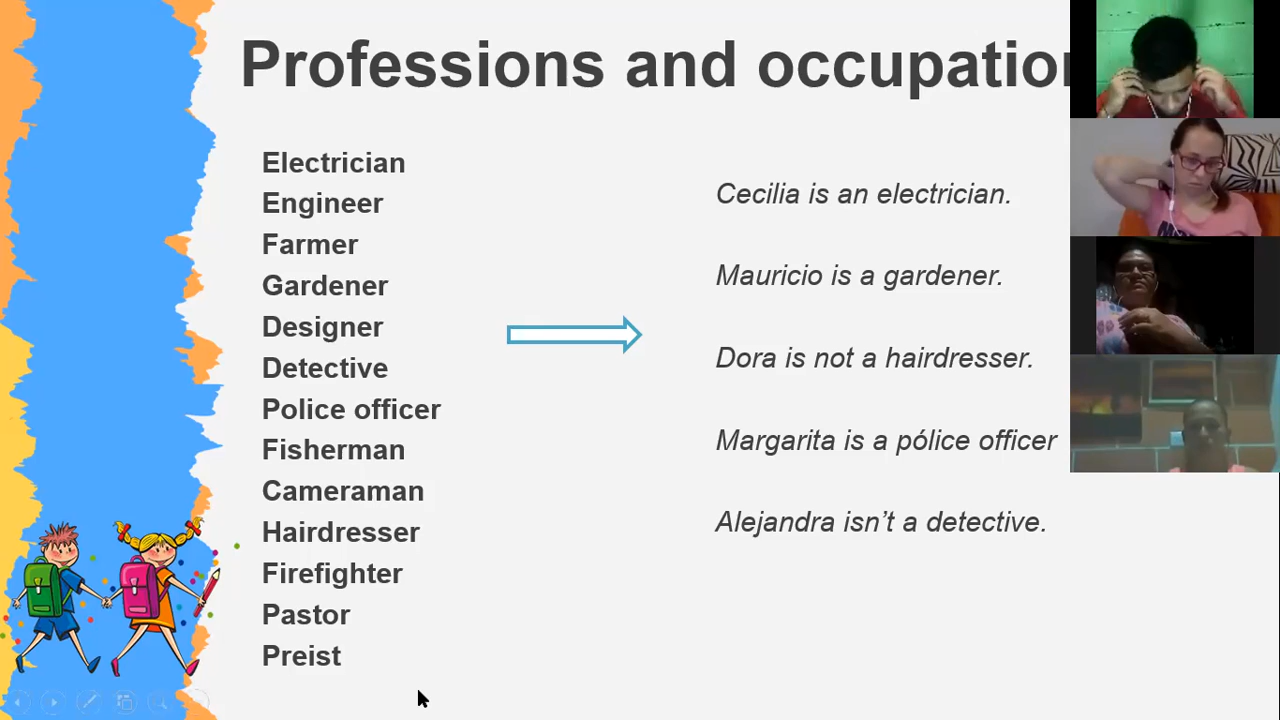 Professions and occupation
Electrician
Engineer
Farmer
Gardener
Designer
Detective
Police officer
Fisherman
Cameraman
Hairdresser
Firefighter
Pastor
Preist
Cecilia is an electrician.
Mauricio is a gardener.
Dora is not a hairdresser.
Margarita is a pólice officer
Alejandra isn’t a detective.